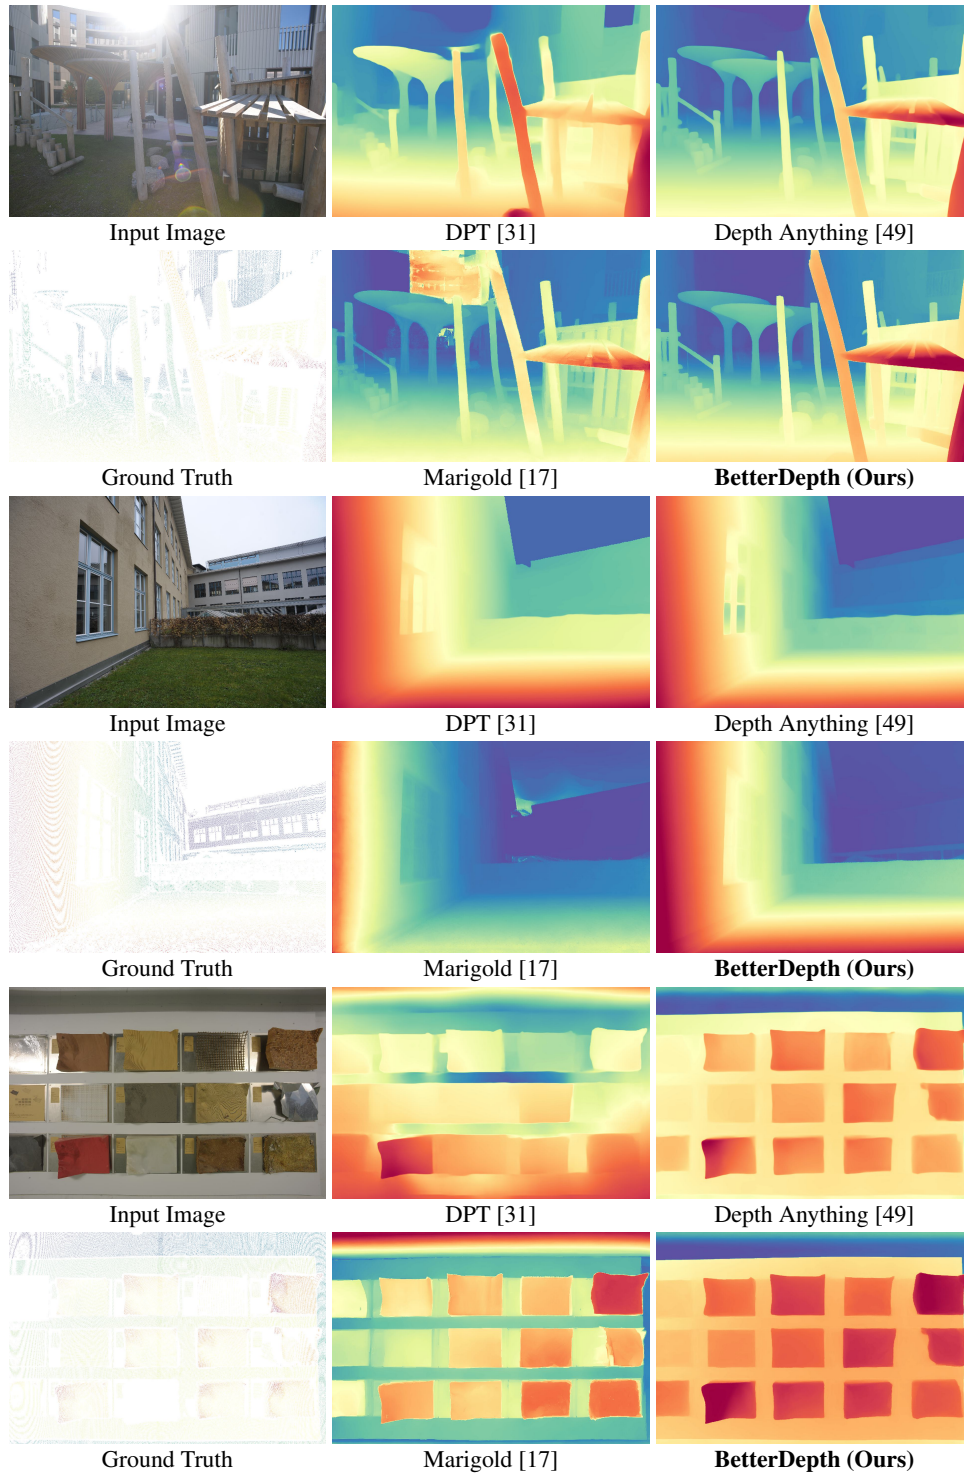 Input Image
DPT [31]
Depth Anything [49]
Ground Truth
Marigold [17]
BetterDepth (Ours)
Input Image
DPT [31]
Depth Anything [49]
Ground Truth
Marigold [17]
BetterDepth (Ours)
Input Image
DPT [31]
Depth Anything [49]
Ground Truth
Marigold [17]
BetterDepth (Ours)